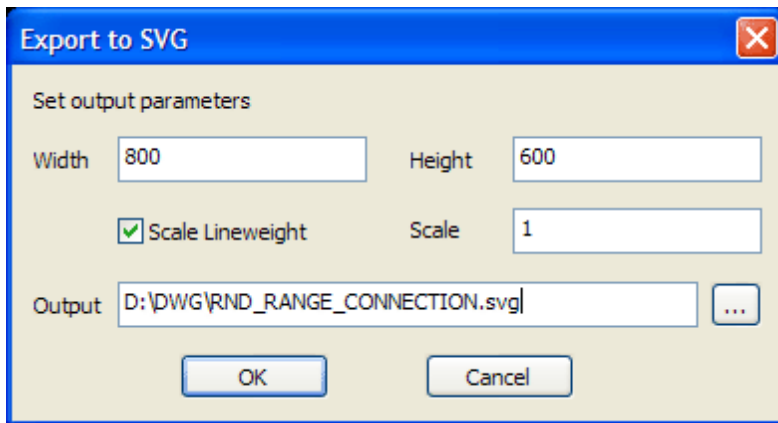 Export to SVG
Set output parameters
Width 800 Height 600
Scale Lineweight Scale 1
Output D:\DWG\RND_RANGE_CONNECTION.svg ...
OK Cancel